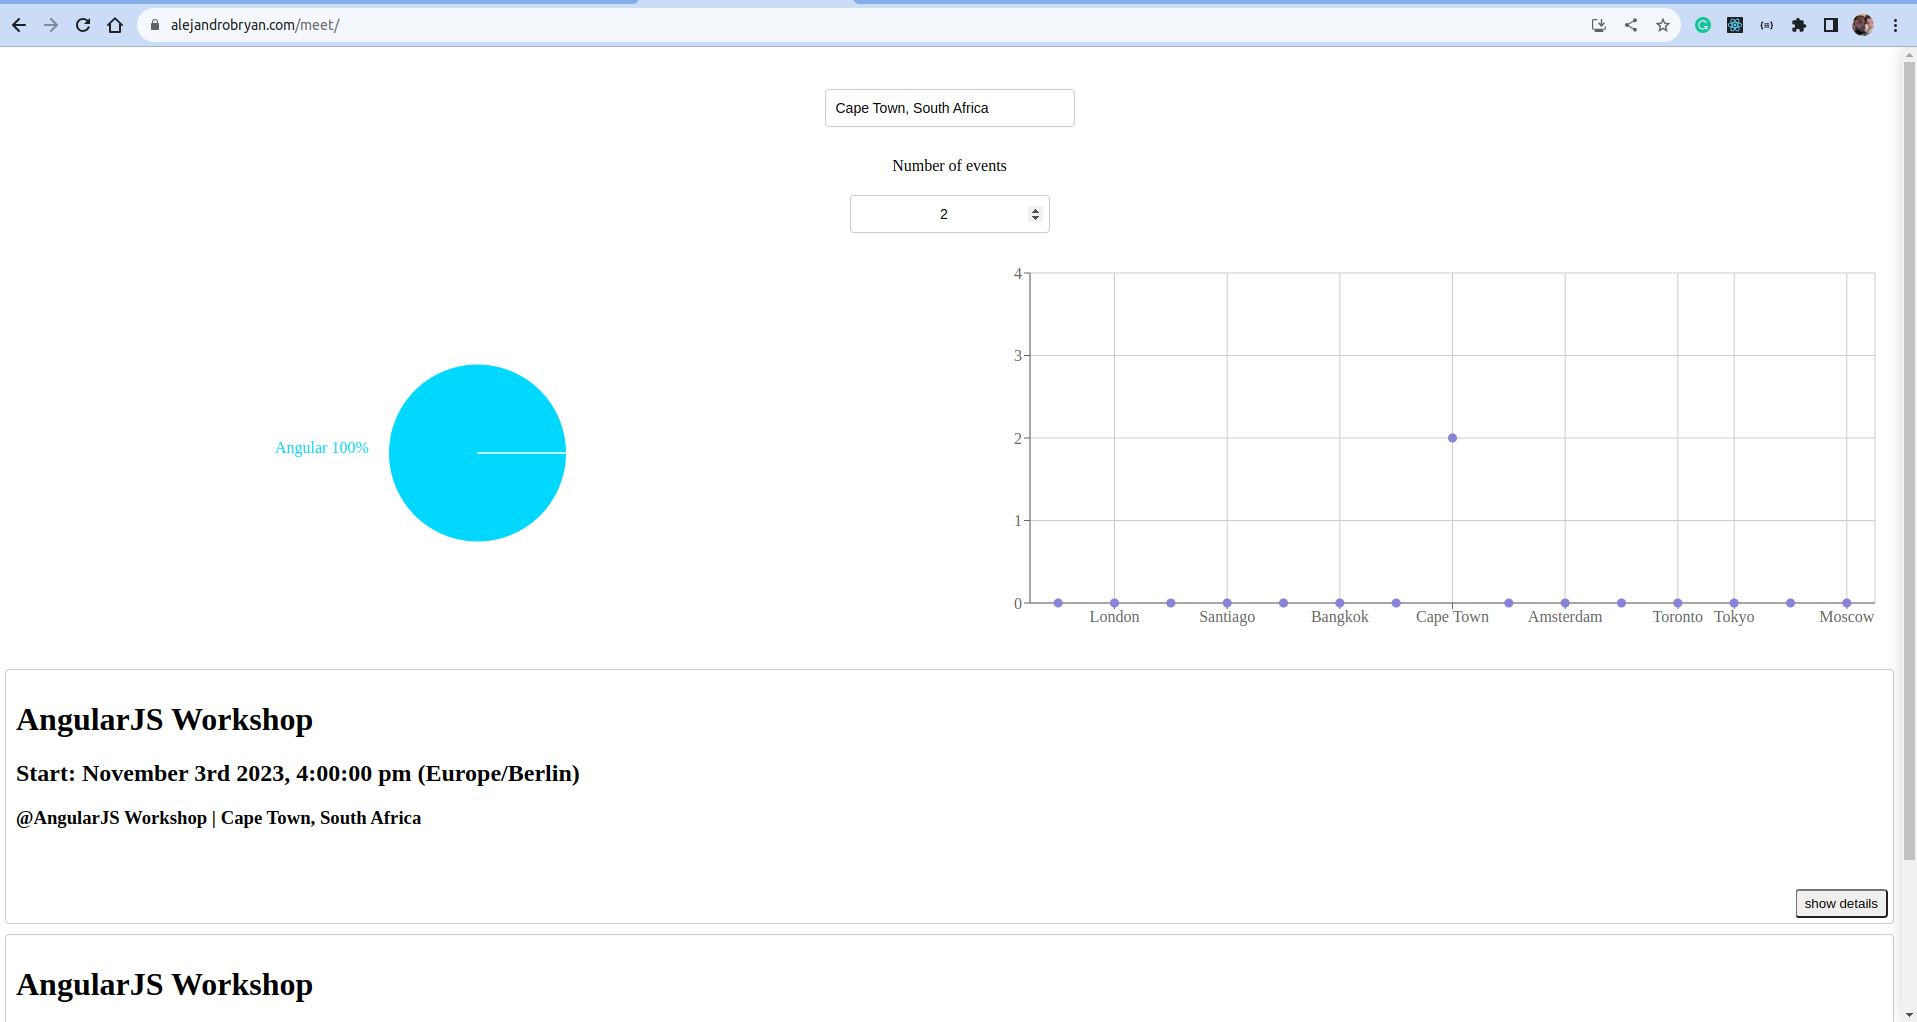 alejandrobryan.com/meet/
Cape Town, South Africa
Number of events
2
Angular 100%
4
3
2
1
0
London Santiago Bangkok Cape Town Amsterdam Toronto Tokyo Moscow
AngularJS Workshop
Start: November 3rd 2023, 4:00:00 pm (Europe/Berlin)
@AngularJS Workshop | Cape Town, South Africa
show details
AngularJS Workshop